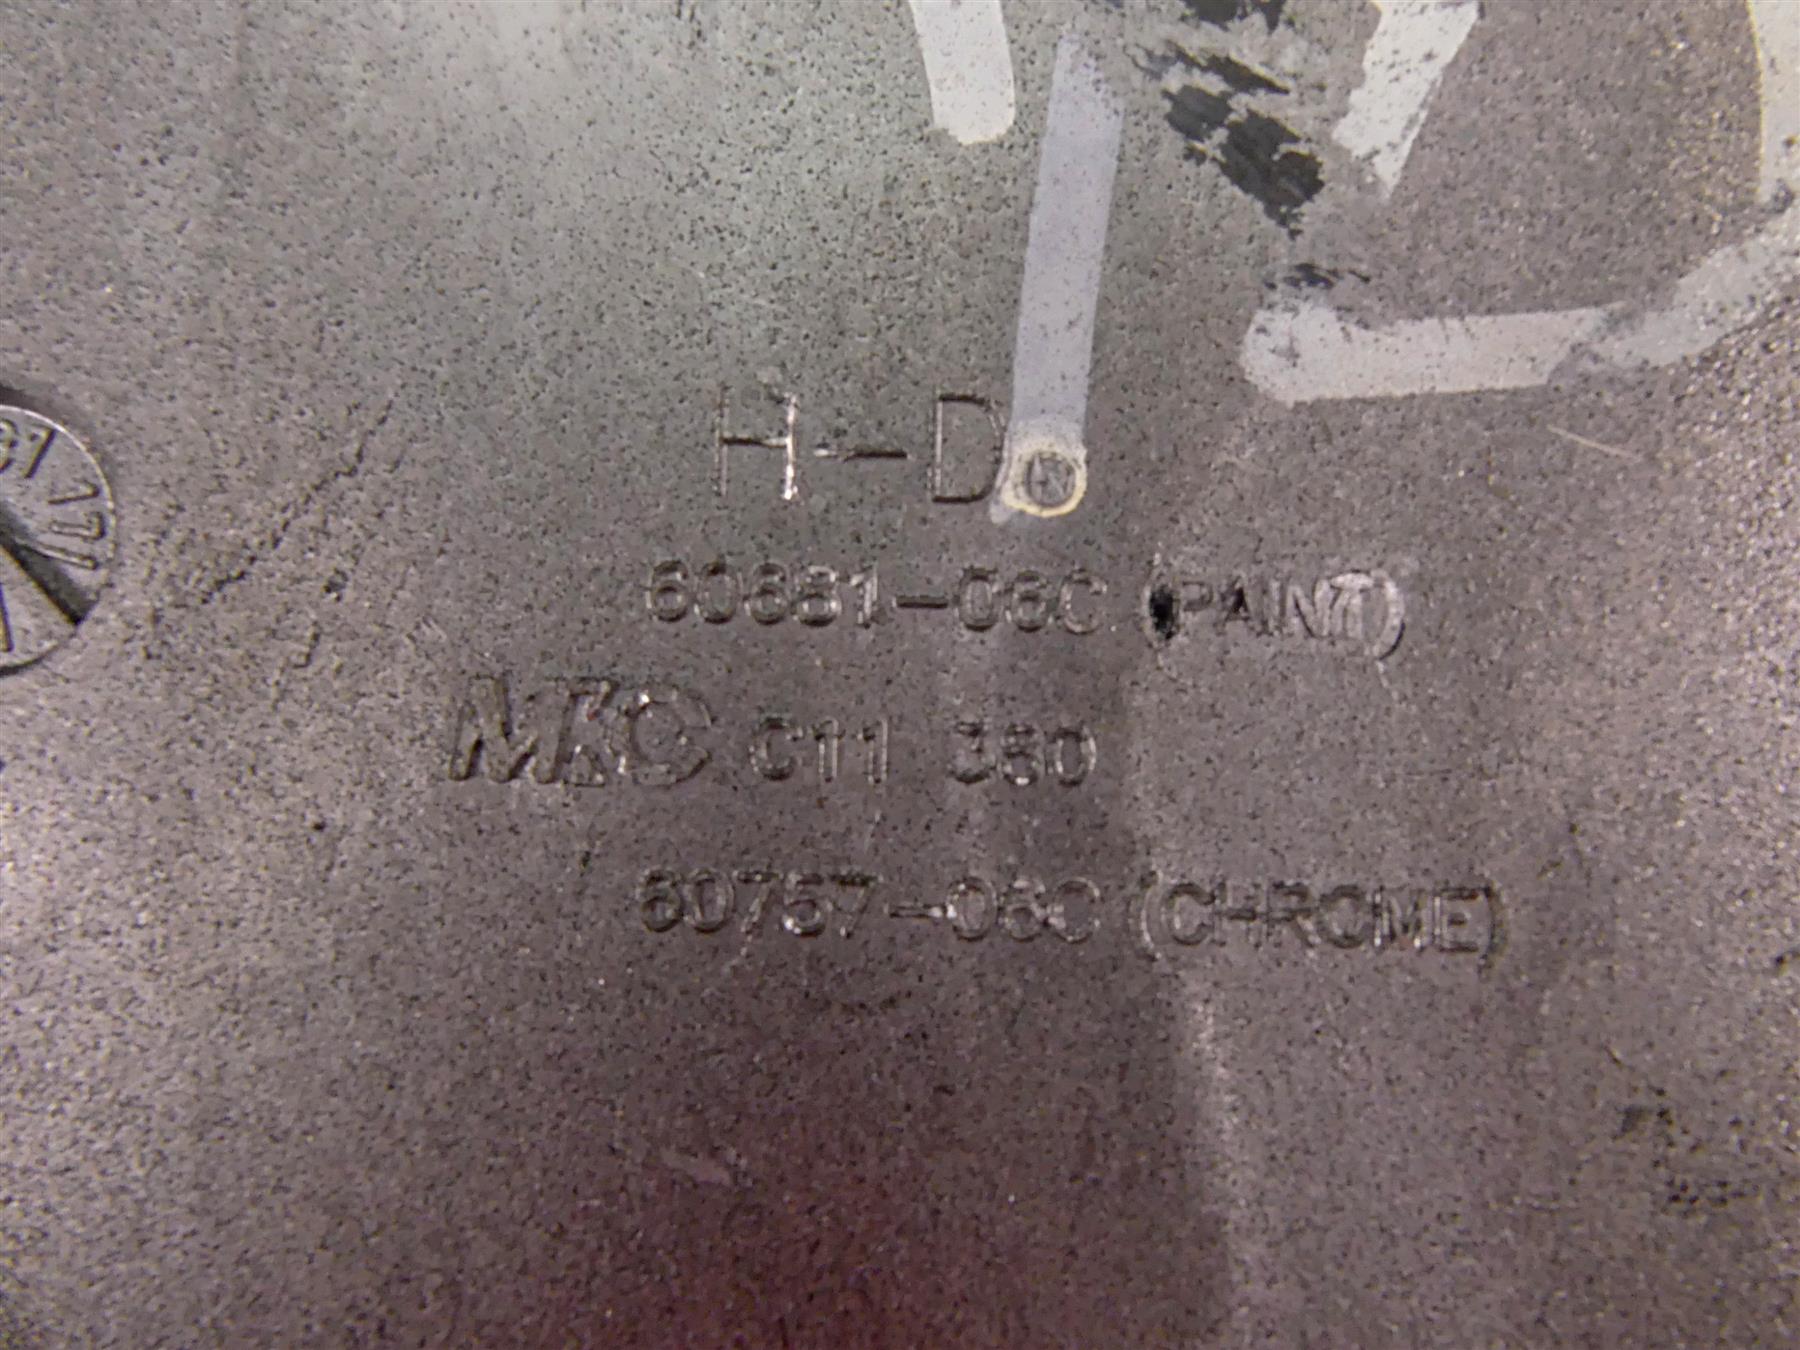 H-D
60681-06C (PAINT)
MKC C11 380
60757-06C (CHROME)